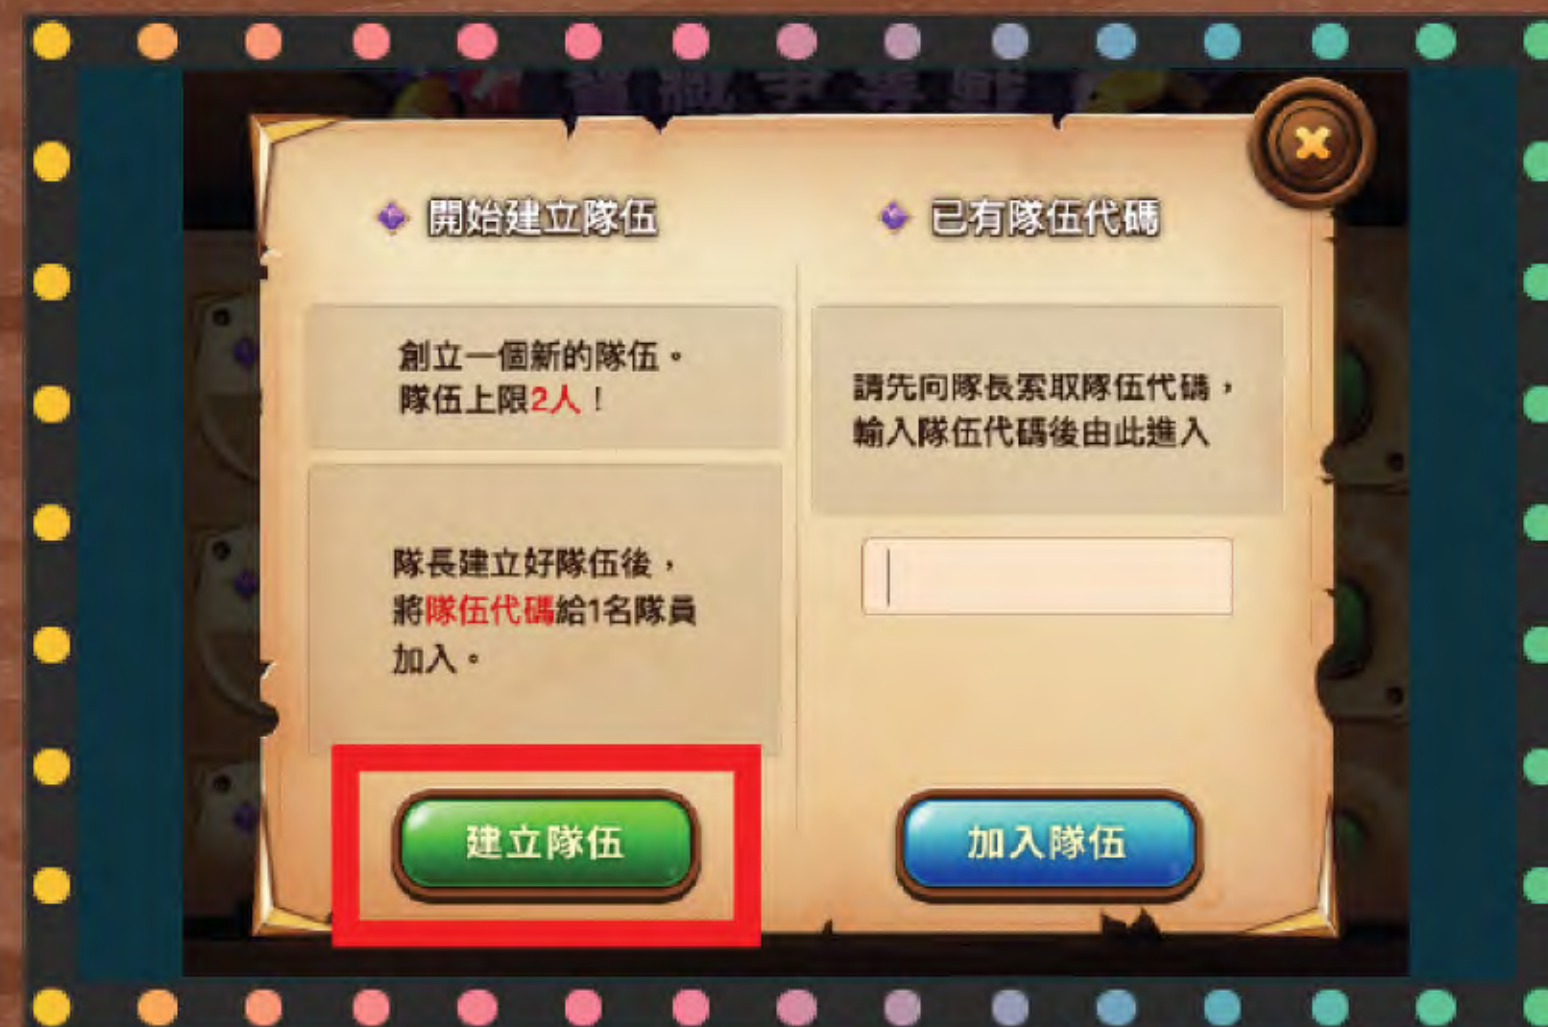 開始建立隊伍
創立一個新的隊伍。
隊伍上限2人！
隊長建立好隊伍後，
將隊伍代碼給1名隊員
加入。
建立隊伍
已有隊伍代碼
請先向隊長索取隊伍代碼，
輸入隊伍代碼後由此進入
加入隊伍